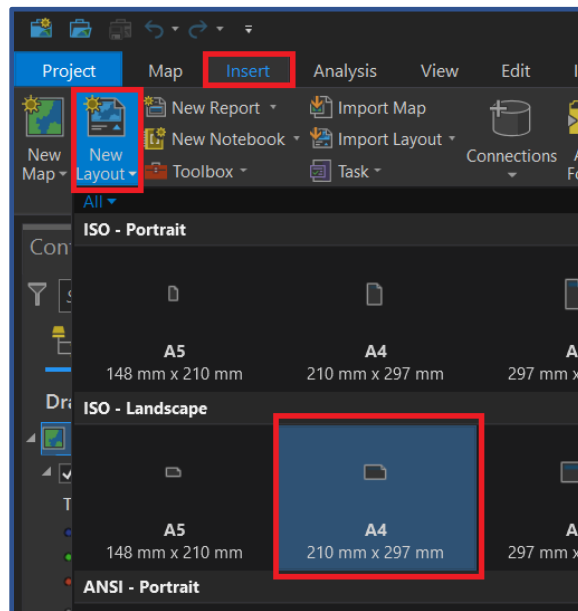 Project Map Insert Analysis View Edit
New Map
New Layout
New Report
New Notebook
Toolbox
Import Map
Import Layout
Task
Connections
All
ISO - Portrait
A5
148 mm x 210 mm
A4
210 mm x 297 mm
297 mm x
ISO - Landscape
A5
148 mm x 210 mm
A4
210 mm x 297 mm
297 mm x
ANSI - Portrait